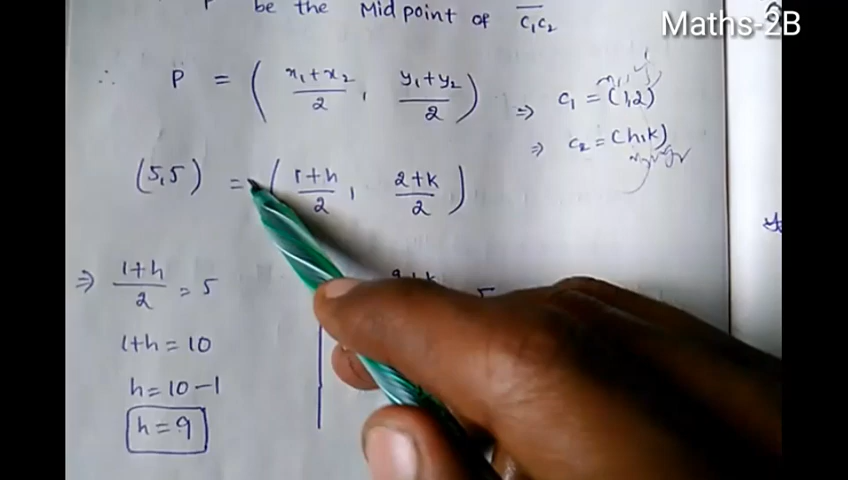 P be the Mid point of C₁C₂
Maths-2B
∴ P = ( x₁+x₂ / 2 , y₁+y₂ / 2 ) ⇒ C₁ = (1,2)
⇒ C₂ = (h,k)
(5,5) = ( 1+h / 2 , 2+k / 2 )
⇒ 1+h / 2 = 5
1+h = 10
h = 10-1
h = 9